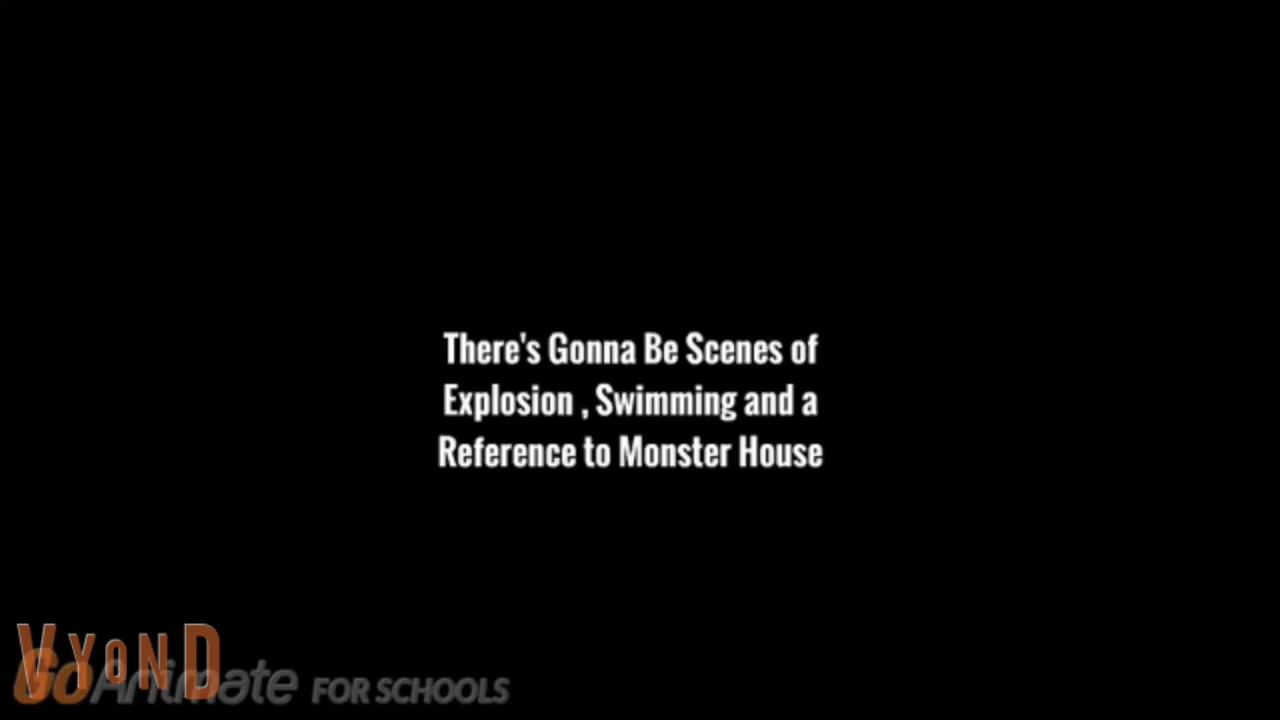 There's Gonna Be Scenes of
Explosion , Swimming and a
Reference to Monster House
VYOND
GoAnimate FOR SCHOOLS